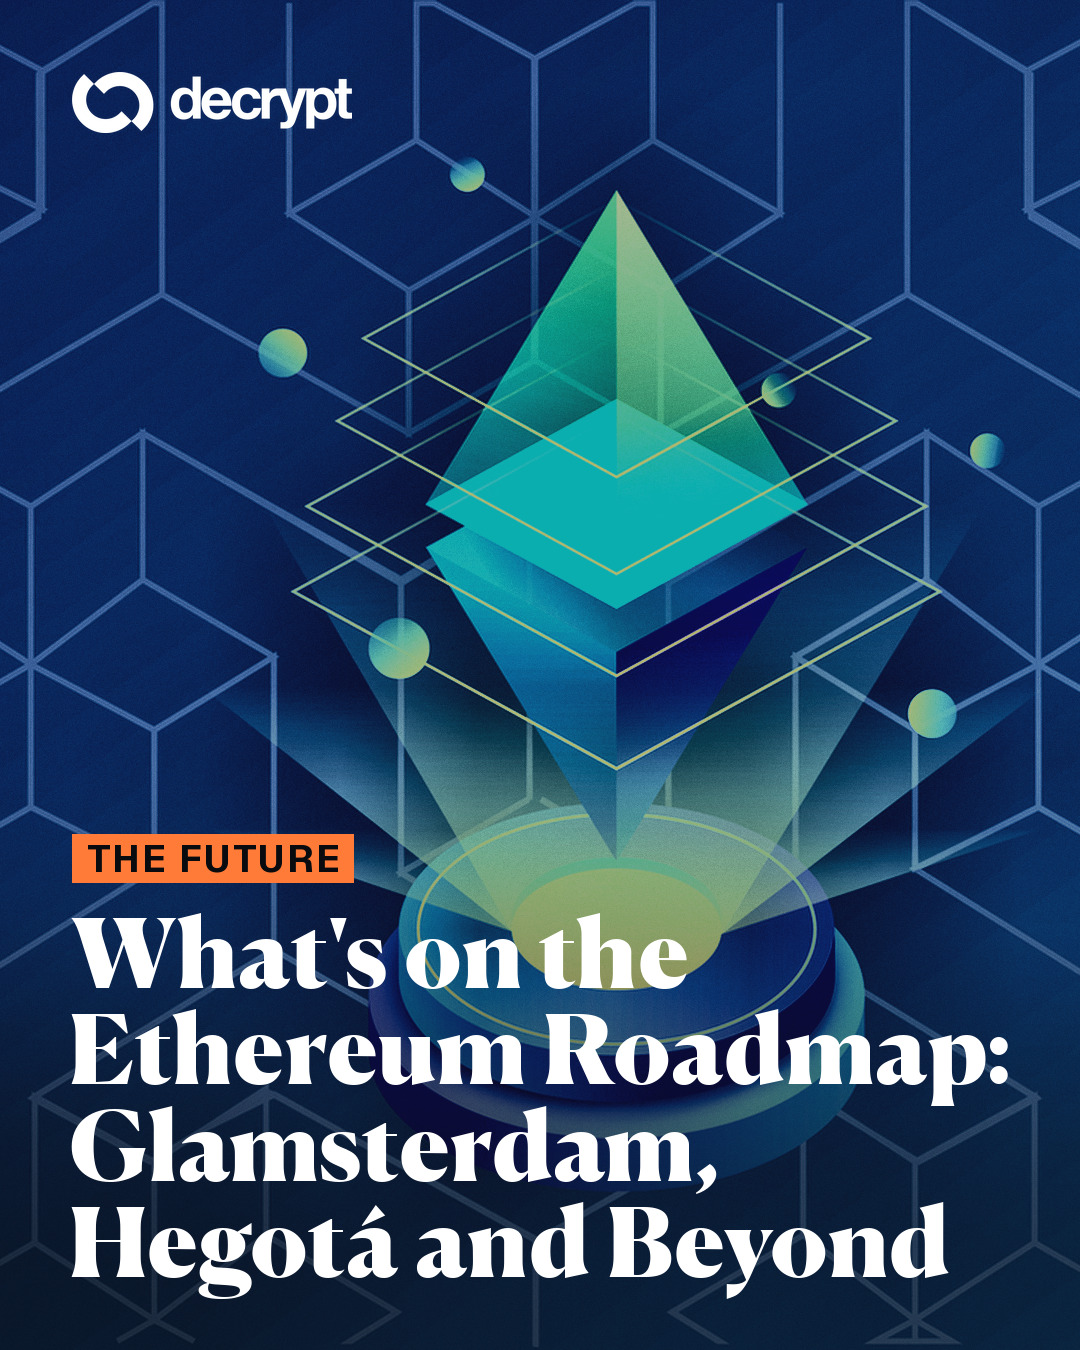 decrypt
THE FUTURE
What's on the
Ethereum Roadmap:
Glamsterdam,
Hegotá and Beyond